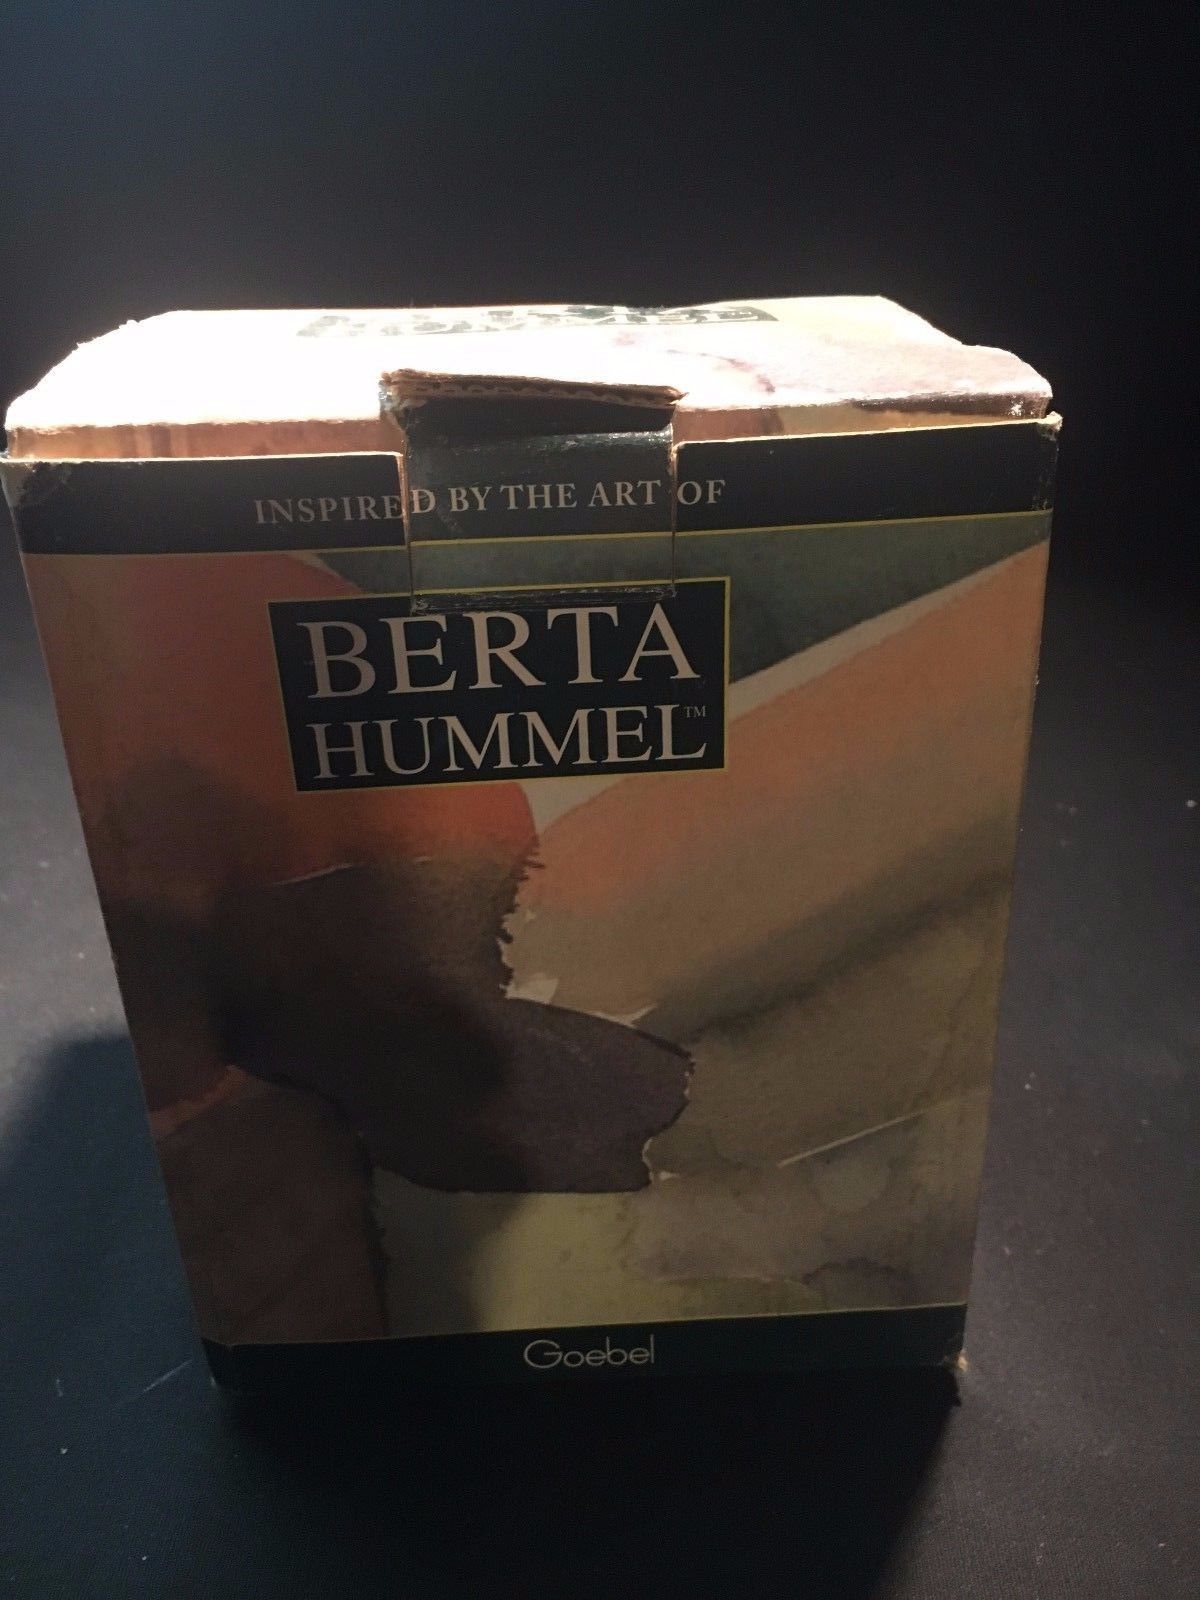 INSPIRED BY THE ART OF
BERTA
HUMMEL™
Goebel